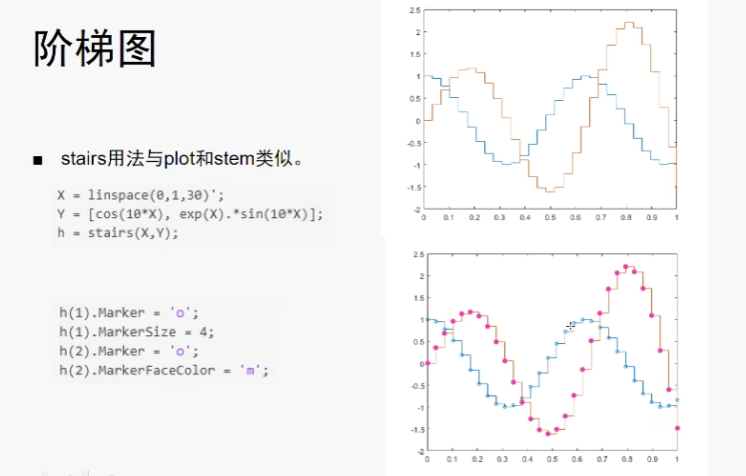 阶梯图
■ stairs用法与plot和stem类似。
X = linspace(0,1,30)';
Y = [cos(10*X), exp(X).*sin(10*X)];
h = stairs(X,Y);
h(1).Marker = 'o';
h(1).MarkerSize = 4;
h(2).Marker = 'o';
h(2).MarkerFaceColor = 'm';
2.5
2
1.5
1
0.5
0
-0.5
-1
-1.5
-2
0 0.1 0.2 0.3 0.4 0.5 0.6 0.7 0.8 0.9 1
2.5
2
1.5
1
0.5
0
-0.5
-1
-1.5
-2
0 0.1 0.2 0.3 0.4 0.5 0.6 0.7 0.8 0.9 1